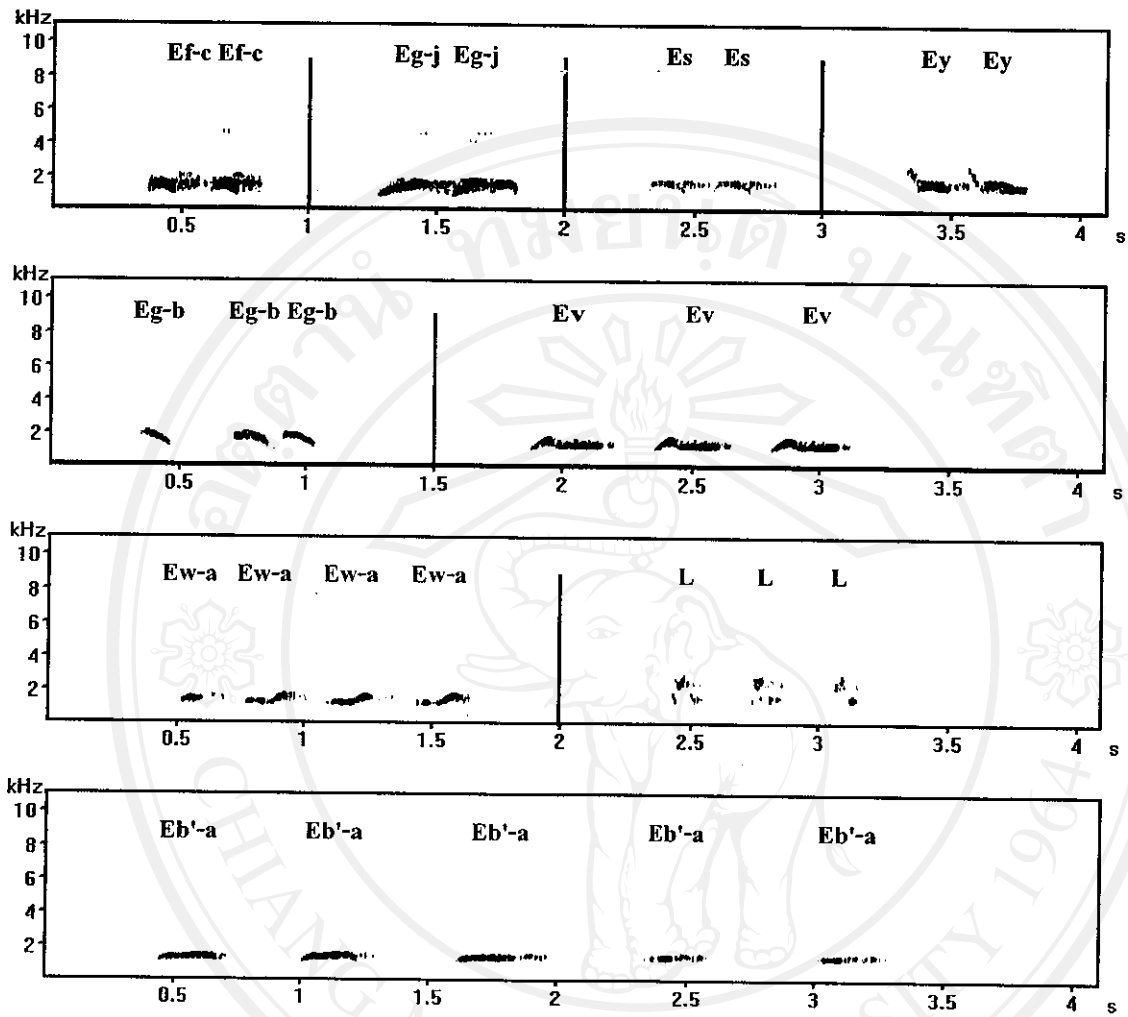 kHz
10
8
6
4
2
Ef-c Ef-c Eg-j Eg-j Es Es Ey Ey
0.5 1 1.5 2 2.5 3 3.5 4 s
kHz
10
8
6
4
2
Eg-b Eg-b Eg-b Ev Ev Ev
0.5 1 1.5 2 2.5 3 3.5 4 s
kHz
10
8
6
4
2
Ew-a Ew-a Ew-a Ew-a L L L
0.5 1 1.5 2 2.5 3 3.5 4 s
kHz
10
8
6
4
2
Eb'-a Eb'-a Eb'-a Eb'-a Eb'-a
0.5 1 1.5 2 2.5 3 3.5 4 s
CHIANG
SITY 1964